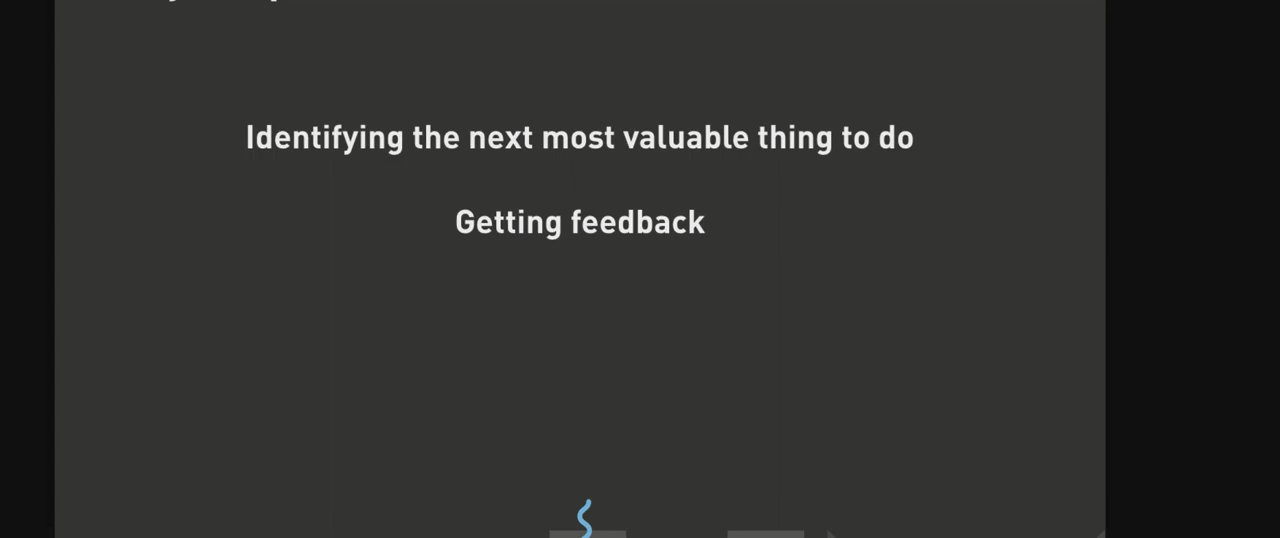 Identifying the next most valuable thing to do
Getting feedback